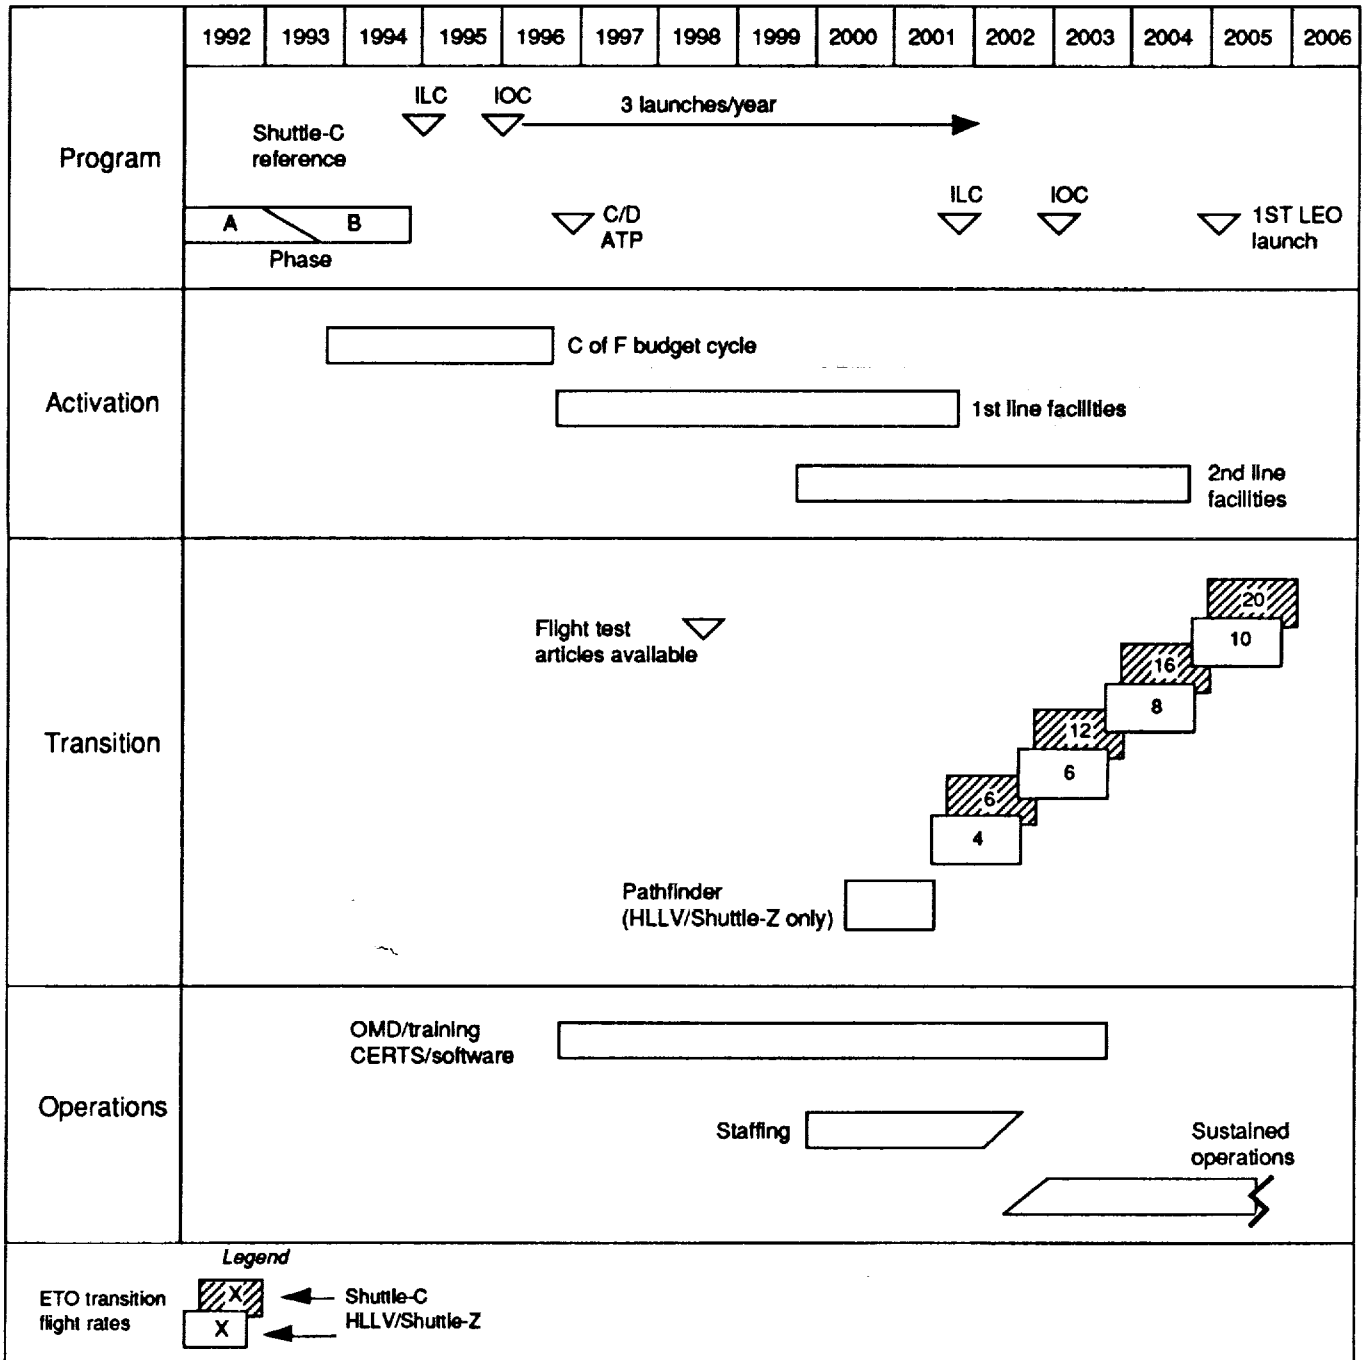 1992 1993 1994 1995 1996 1997 1998 1999 2000 2001 2002 2003 2004 2005 2006
Program
ILC
IOC
3 launches/year
Shuttle-C
reference
A
B
Phase
C/D
ATP
ILC
IOC
1ST LEO
launch
Activation
C of F budget cycle
1st line facilities
2nd line
facilities
Transition
Flight test
articles available
20
10
16
8
12
6
6
4
Pathfinder
(HLLV/Shuttle-Z only)
Operations
OMD/training
CERTS/software
Staffing
Sustained
operations
Legend
ETO transition
flight rates
X
X
Shuttle-C
HLLV/Shuttle-Z